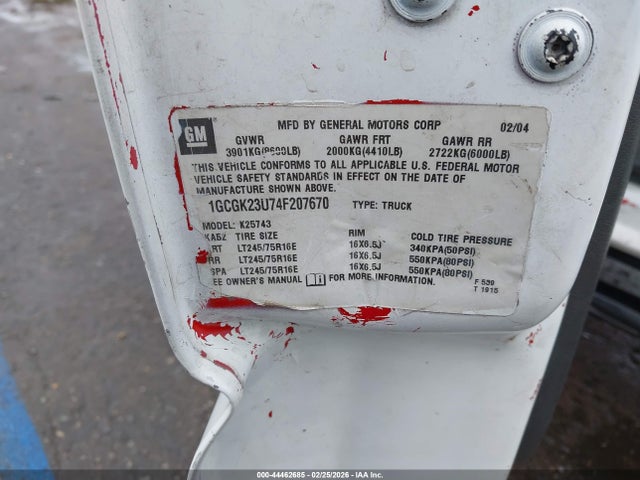 MFD BY GENERAL MOTORS CORP 02/04
GM
GVWR GAWR FRT GAWR RR
3901KG(8600LB) 2000KG(4410LB) 2722KG(6000LB)
THIS VEHICLE CONFORMS TO ALL APPLICABLE U.S. FEDERAL MOTOR
VEHICLE SAFETY STANDARDS IN EFFECT ON THE DATE OF
MANUFACTURE SHOWN ABOVE.
1GCGK23U74F207670 TYPE: TRUCK
MODEL: K25743
TIRE SIZE RIM COLD TIRE PRESSURE
RT LT245/75R16E 16X6.5J 340KPA(50PSI)
RR LT245/75R16E 16X6.5J 550KPA(80PSI)
SPA LT245/75R16E 16X6.5J 550KPA(80PSI)
EE OWNER'S MANUAL FOR MORE INFORMATION.
F 539
T 1915
000-44462685 - 02/25/2026 - IAA, Inc.